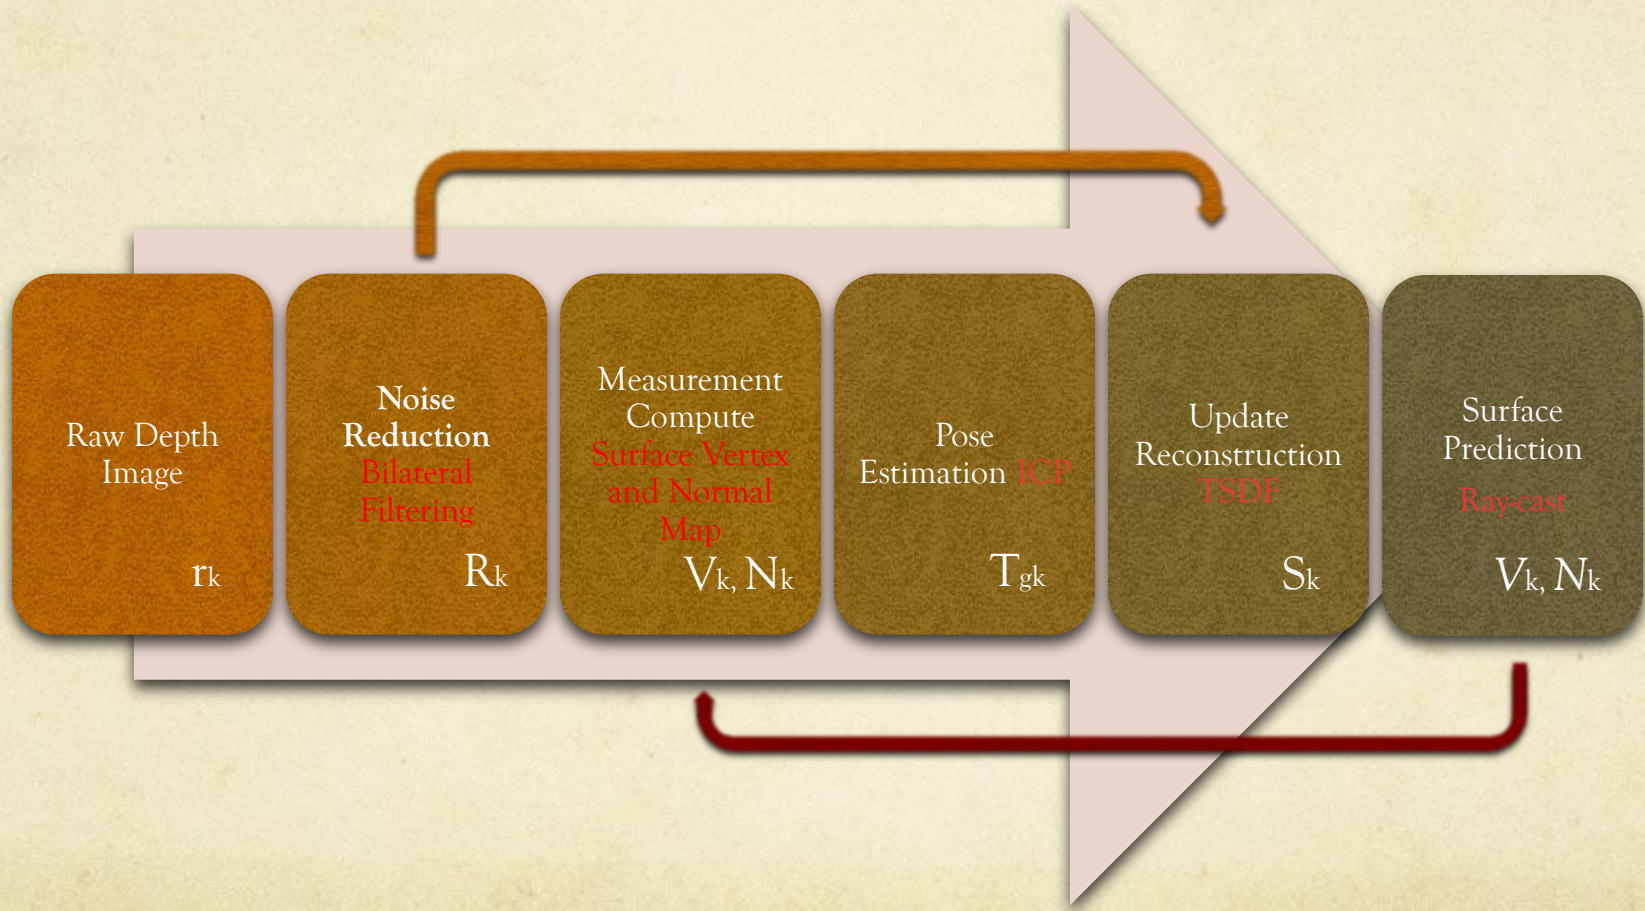 Raw Depth
Image
rk
Noise
Reduction
Bilateral
Filtering
Rk
Measurement
Compute
Surface Vertex
and Normal
Map
Vk, Nk
Pose
Estimation ICP
Tgk
Update
Reconstruction
TSDF
Sk
Surface
Prediction
Ray-cast
Vk, Nk